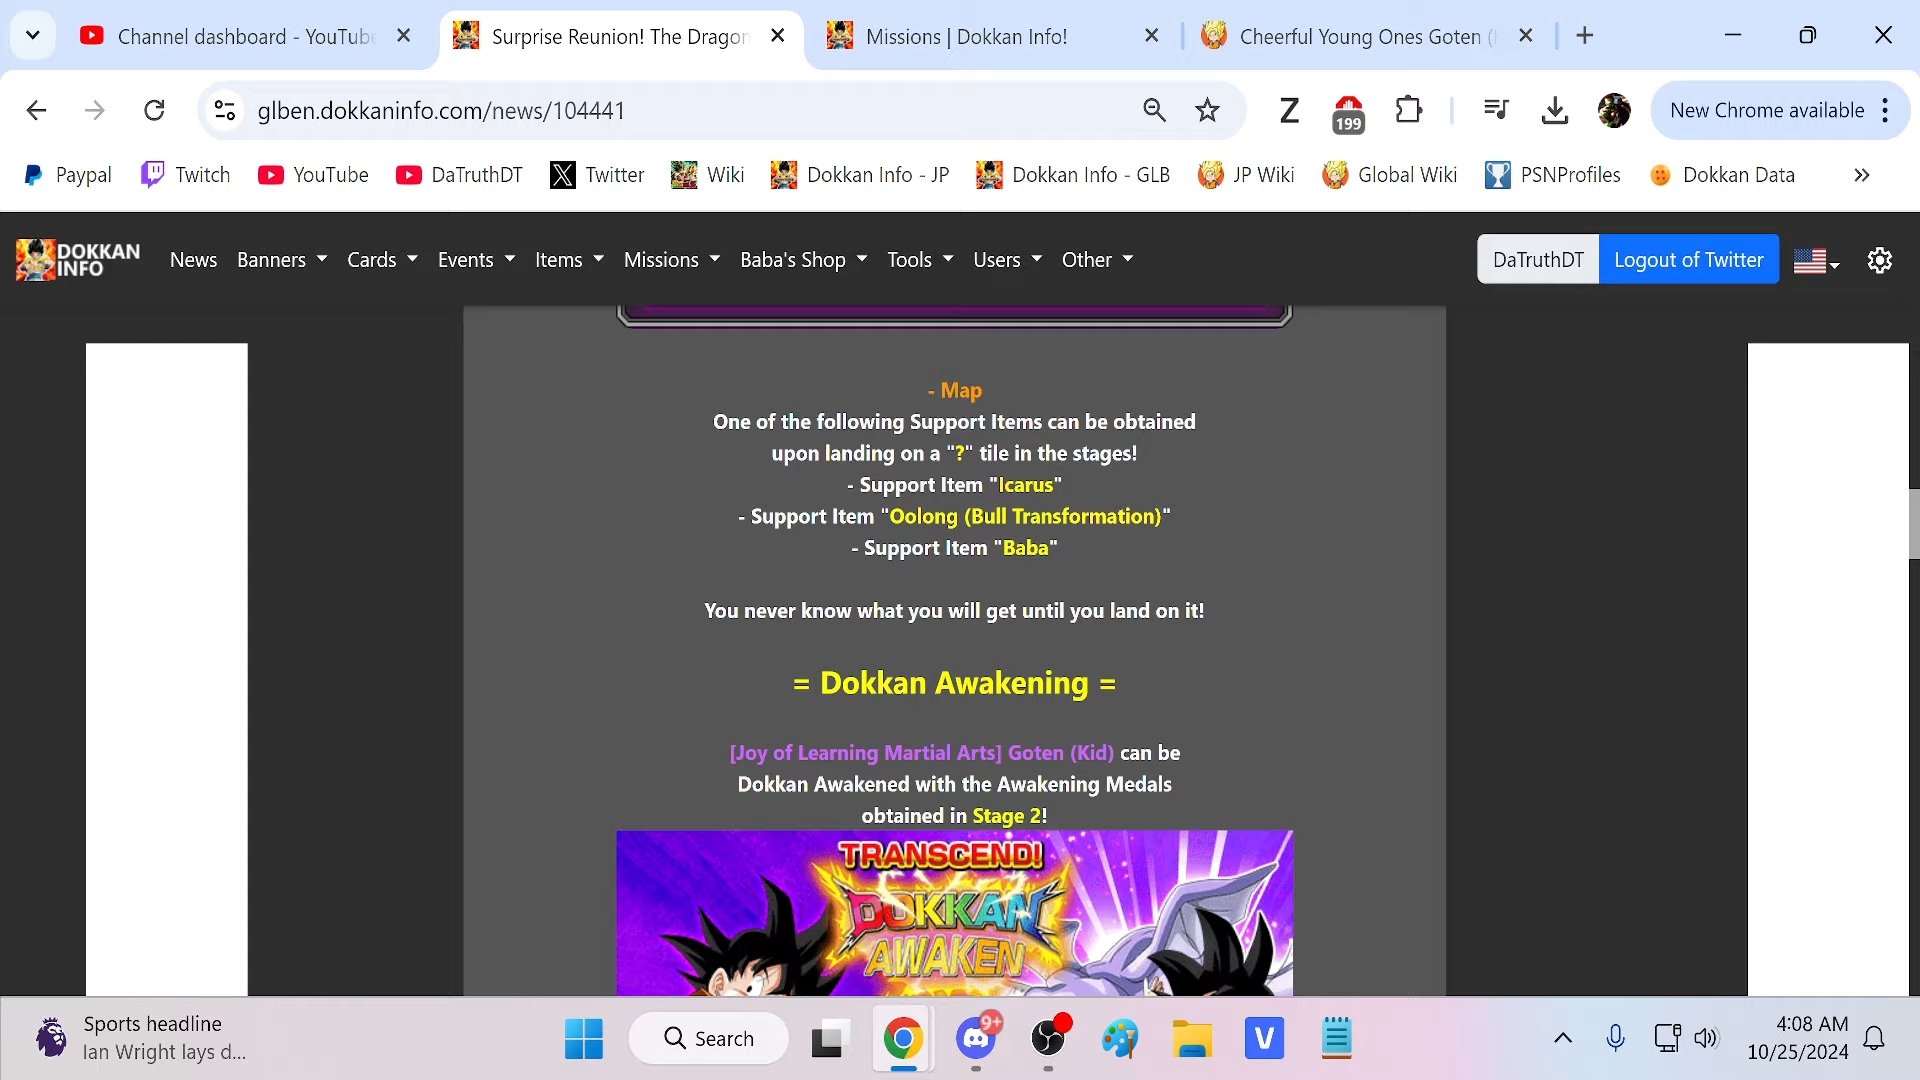 Channel dashboard - YouTube
Surprise Reunion! The Dragon
Missions | Dokkan Info!
Cheerful Young Ones Goten (
glben.dokkaninfo.com/news/104441
Z
199
New Chrome available
Paypal
Twitch
YouTube
DaTruthDT
Twitter
Wiki
Dokkan Info - JP
Dokkan Info - GLB
JP Wiki
Global Wiki
PSNProfiles
Dokkan Data
»
DOKKAN
INFO
News
Banners
Cards
Events
Items
Missions
Baba's Shop
Tools
Users
Other
DaTruthDT
Logout of Twitter
- Map
One of the following Support Items can be obtained
upon landing on a "?" tile in the stages!
- Support Item "Icarus"
- Support Item "Oolong (Bull Transformation)"
- Support Item "Baba"
You never know what you will get until you land on it!
= Dokkan Awakening =
[Joy of Learning Martial Arts] Goten (Kid) can be
Dokkan Awakened with the Awakening Medals
obtained in Stage 2!
TRANSCEND!
DOKKAN
AWAKEN
Sports headline
Ian Wright lays d...
Search
9+
V
4:08 AM
10/25/2024